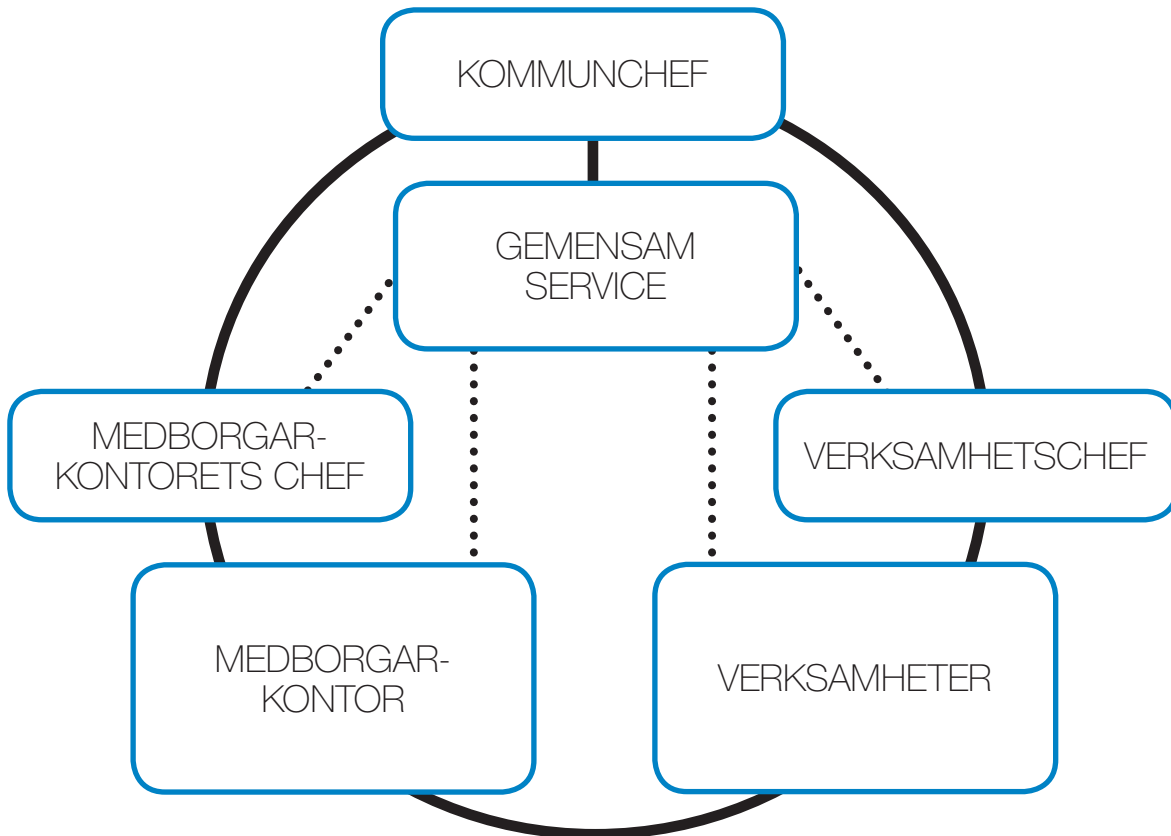 KOMMUNCHEF
GEMENSAM
SERVICE
MEDBORGAR-
KONTORETS CHEF
VERKSAMHETSCHEF
MEDBORGAR-
KONTOR
VERKSAMHETER